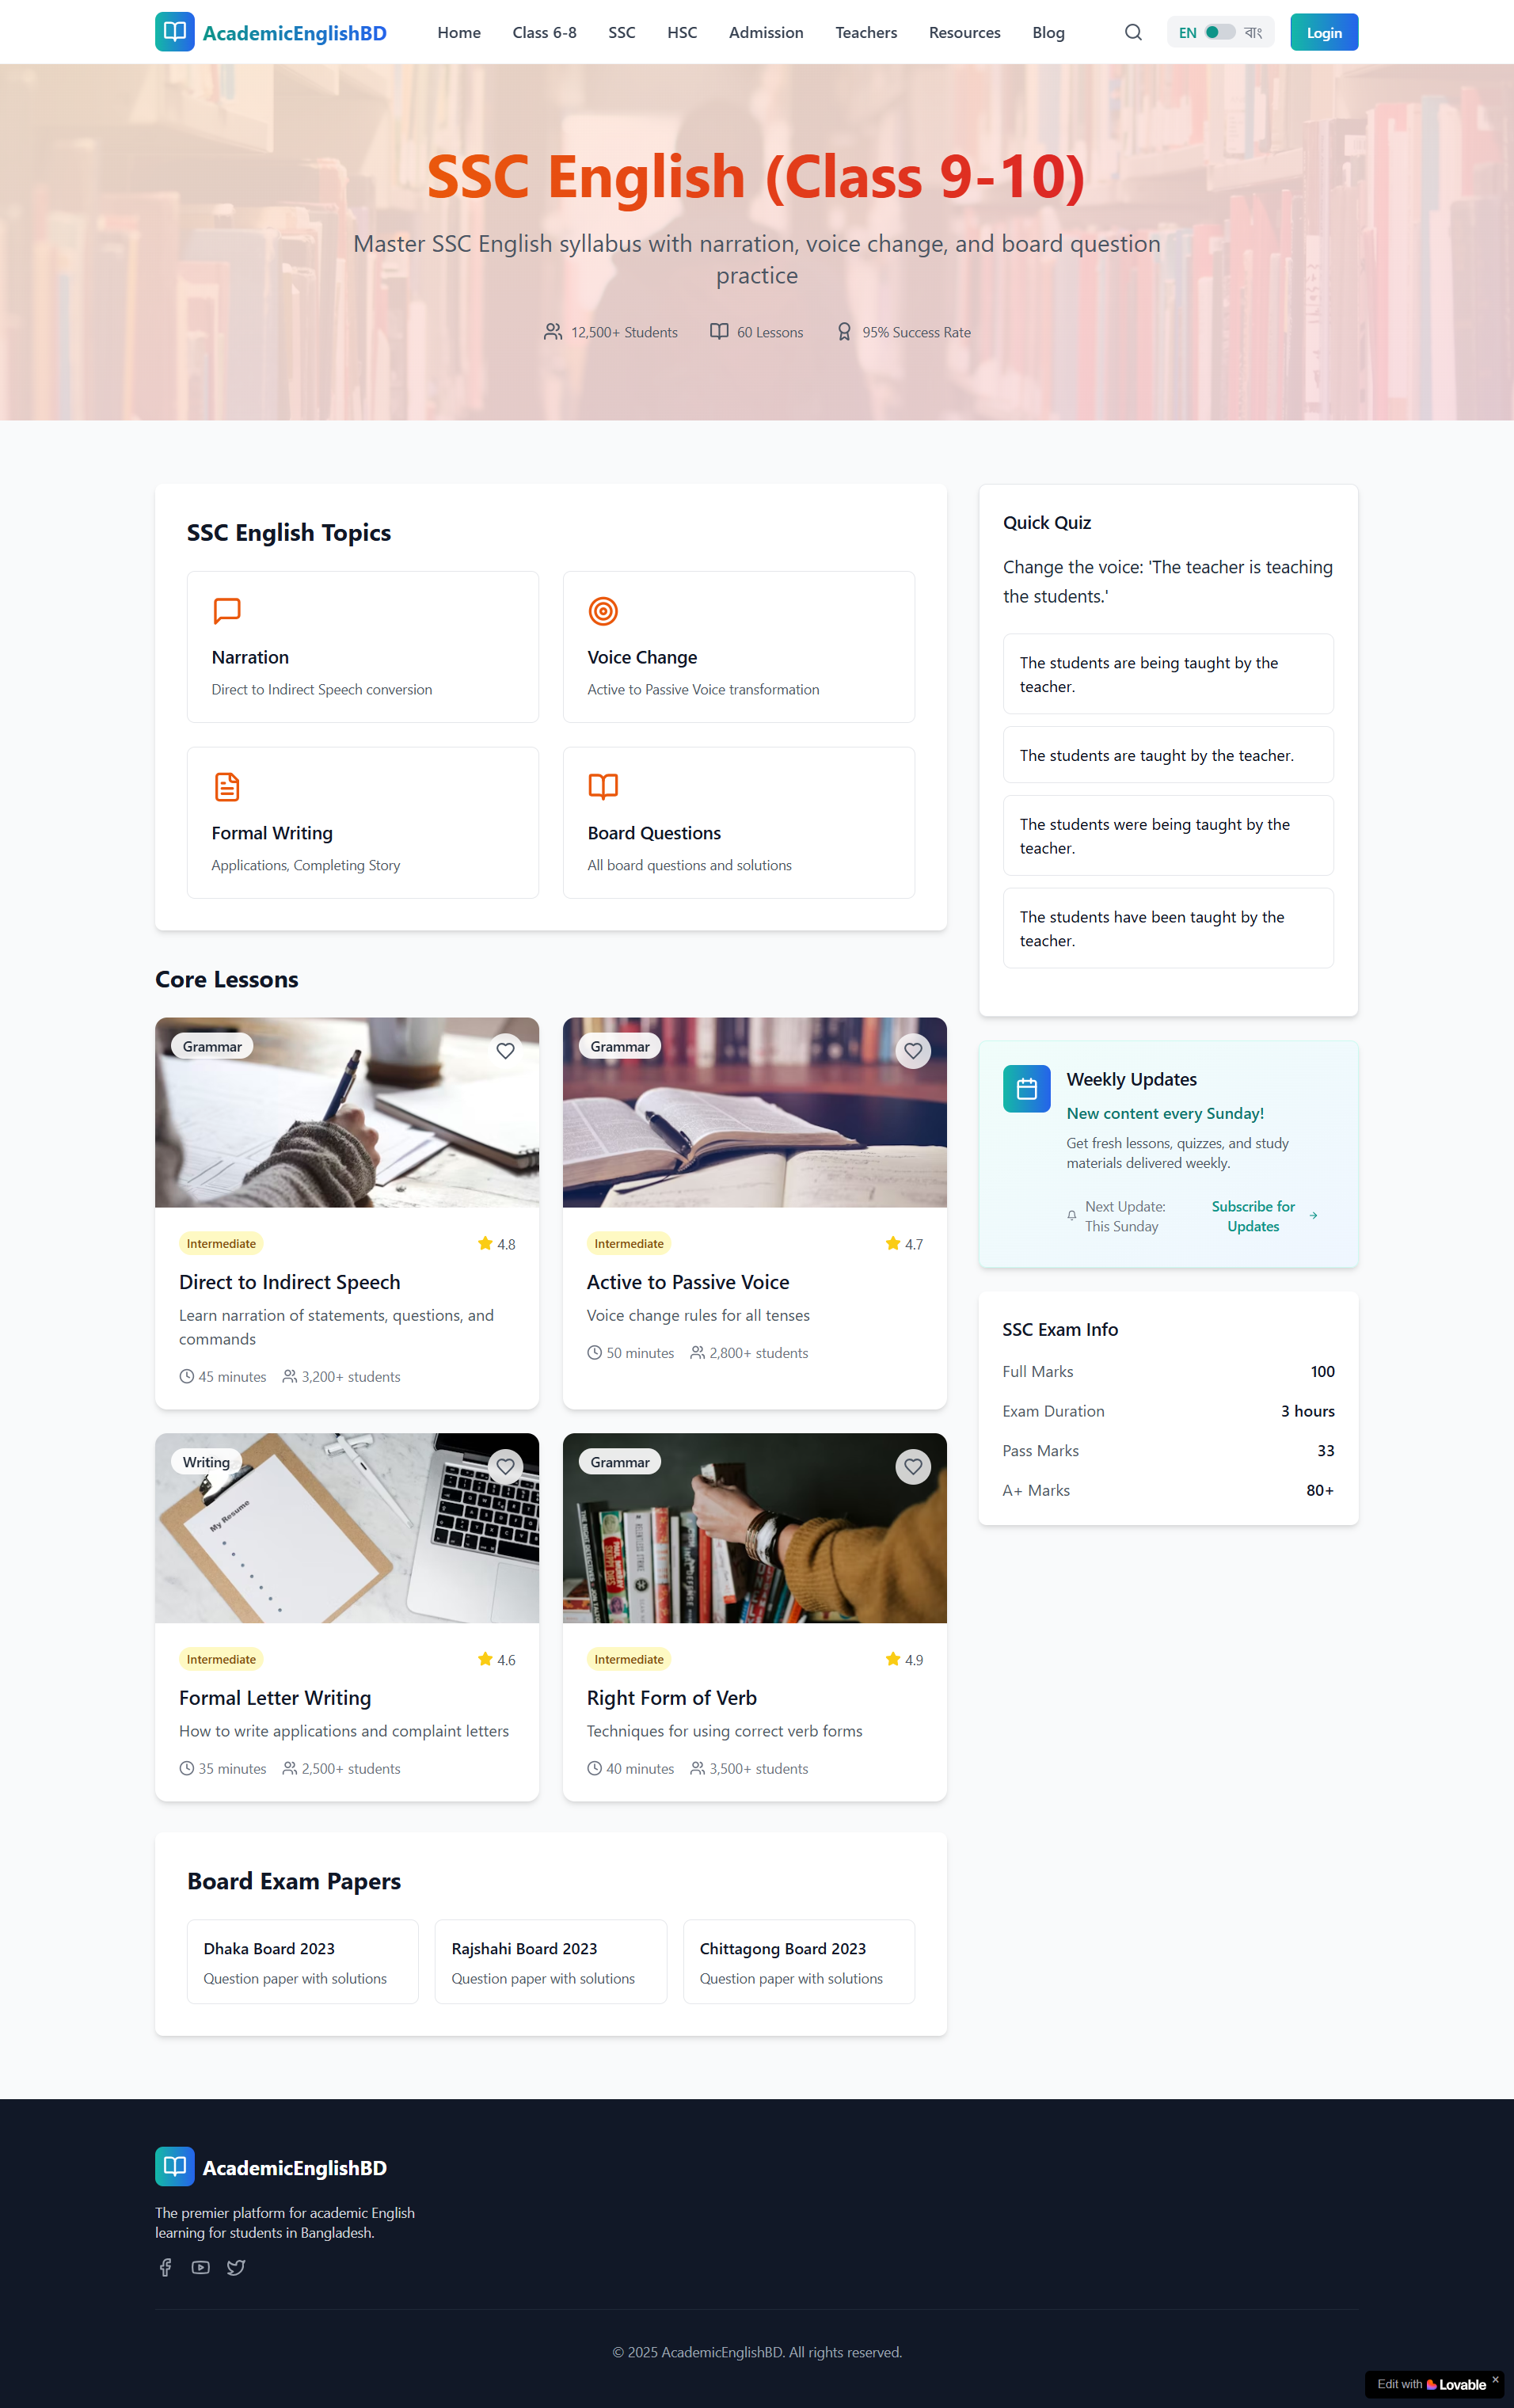 AcademicEnglishBD
Home
Class 6-8
SSC
HSC
Admission
Teachers
Resources
Blog
EN
বাং
Login
SSC English (Class 9-10)
Master SSC English syllabus with narration, voice change, and board question
practice
12,500+ Students
60 Lessons
95% Success Rate
SSC English Topics
Narration
Direct to Indirect Speech conversion
Voice Change
Active to Passive Voice transformation
Formal Writing
Applications, Completing Story
Board Questions
All board questions and solutions
Core Lessons
Grammar
Intermediate
4.8
Direct to Indirect Speech
Learn narration of statements, questions, and
commands
45 minutes
3,200+ students
Grammar
Intermediate
4.7
Active to Passive Voice
Voice change rules for all tenses
50 minutes
2,800+ students
Writing
My Resume
Intermediate
4.6
Formal Letter Writing
How to write applications and complaint letters
35 minutes
2,500+ students
Grammar
Intermediate
4.9
Right Form of Verb
Techniques for using correct verb forms
40 minutes
3,500+ students
Board Exam Papers
Dhaka Board 2023
Question paper with solutions
Rajshahi Board 2023
Question paper with solutions
Chittagong Board 2023
Question paper with solutions
Quick Quiz
Change the voice: 'The teacher is teaching
the students.'
The students are being taught by the
teacher.
The students are taught by the teacher.
The students were being taught by the
teacher.
The students have been taught by the
teacher.
Weekly Updates
New content every Sunday!
Get fresh lessons, quizzes, and study
materials delivered weekly.
Next Update:
This Sunday
Subscribe for
Updates
SSC Exam Info
Full Marks 100
Exam Duration 3 hours
Pass Marks 33
A+ Marks 80+
AcademicEnglishBD
The premier platform for academic English
learning for students in Bangladesh.
© 2025 AcademicEnglishBD. All rights reserved.
Edit with Lovable